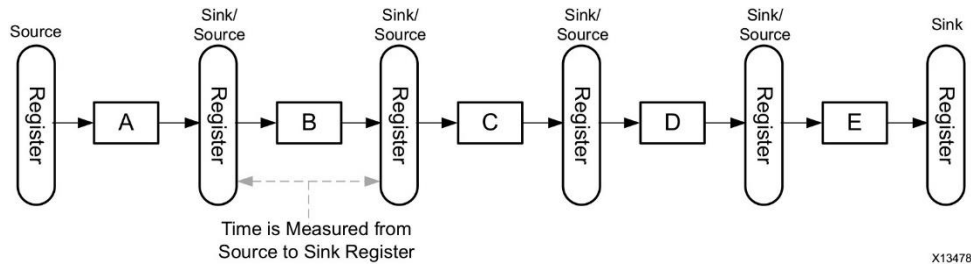 Source
Sink/
Source
Sink/
Source
Sink/
Source
Sink/
Source
Sink
Register
A
Register
B
Register
C
Register
D
Register
E
Register
Time is Measured from
Source to Sink Register
X13478